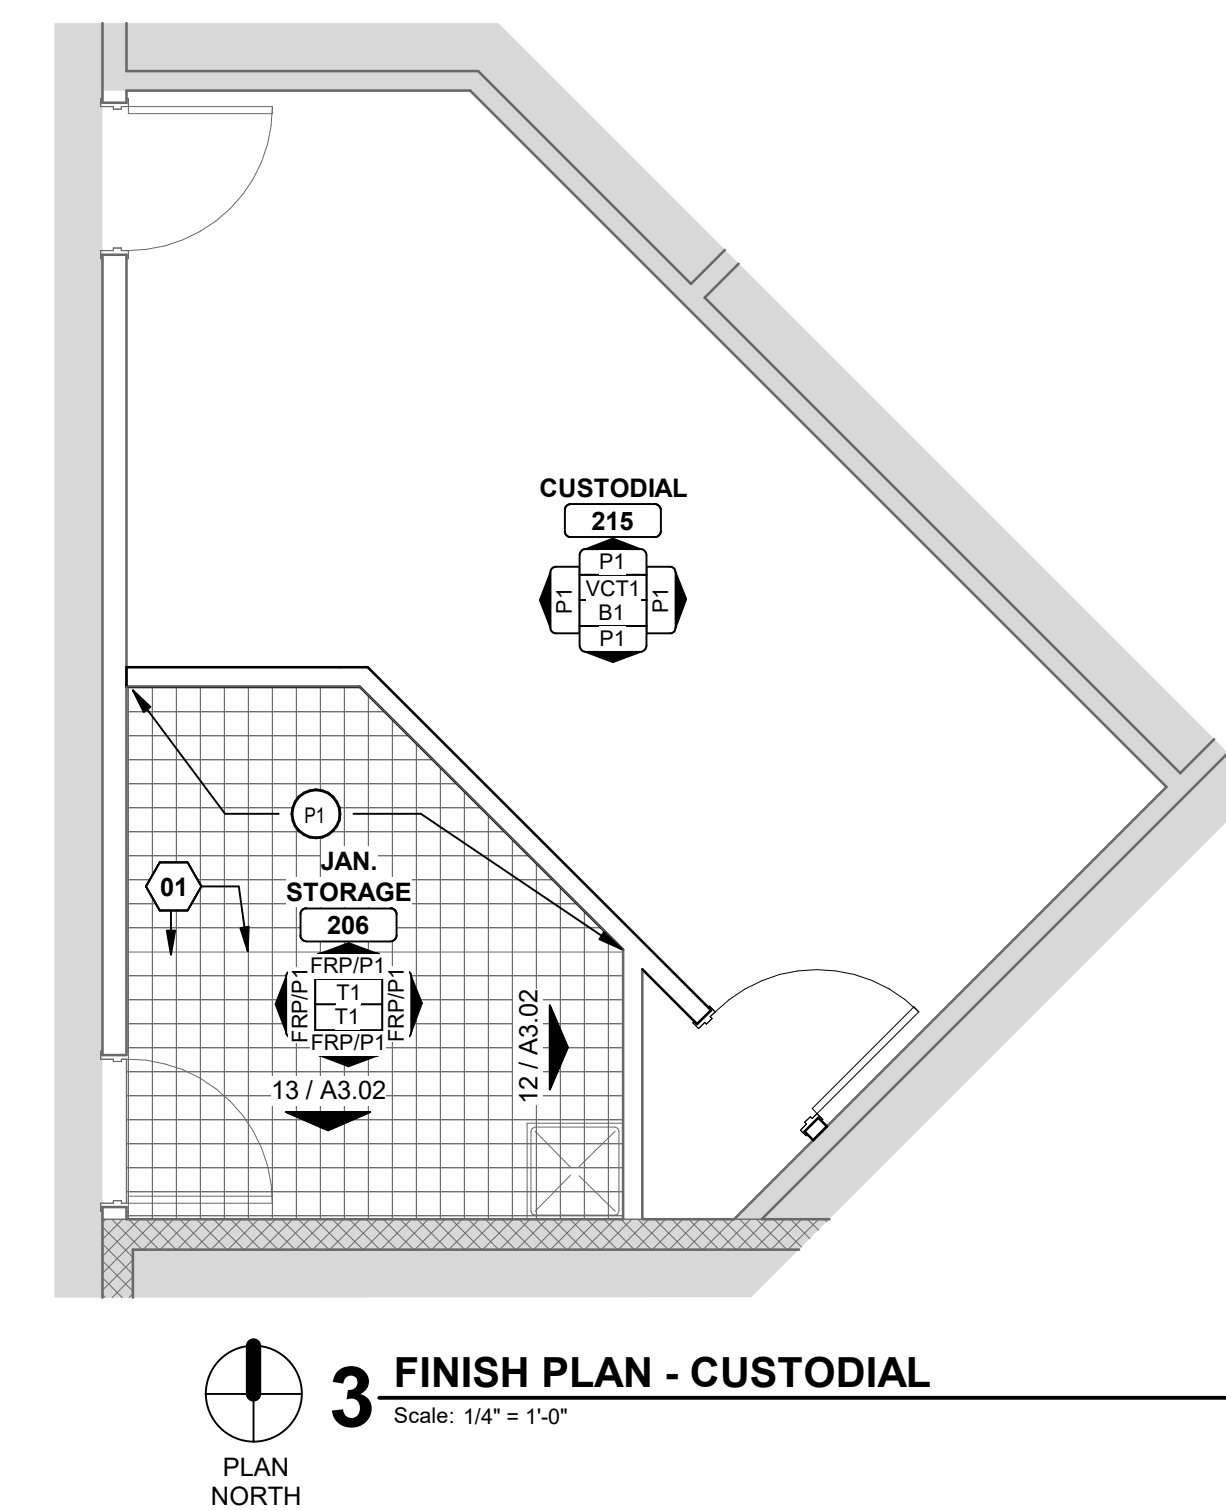 CUSTODIAL
215
P1
P1
VCT1
B1
P1
P1
P1
JAN.
STORAGE
206
01
FRP/P1
FRP/P1
T1
T1
FRP/P1
FRP/P1
12 / A3.02
13 / A3.02
3
FINISH PLAN - CUSTODIAL
Scale: 1/4" = 1'-0"
PLAN
NORTH